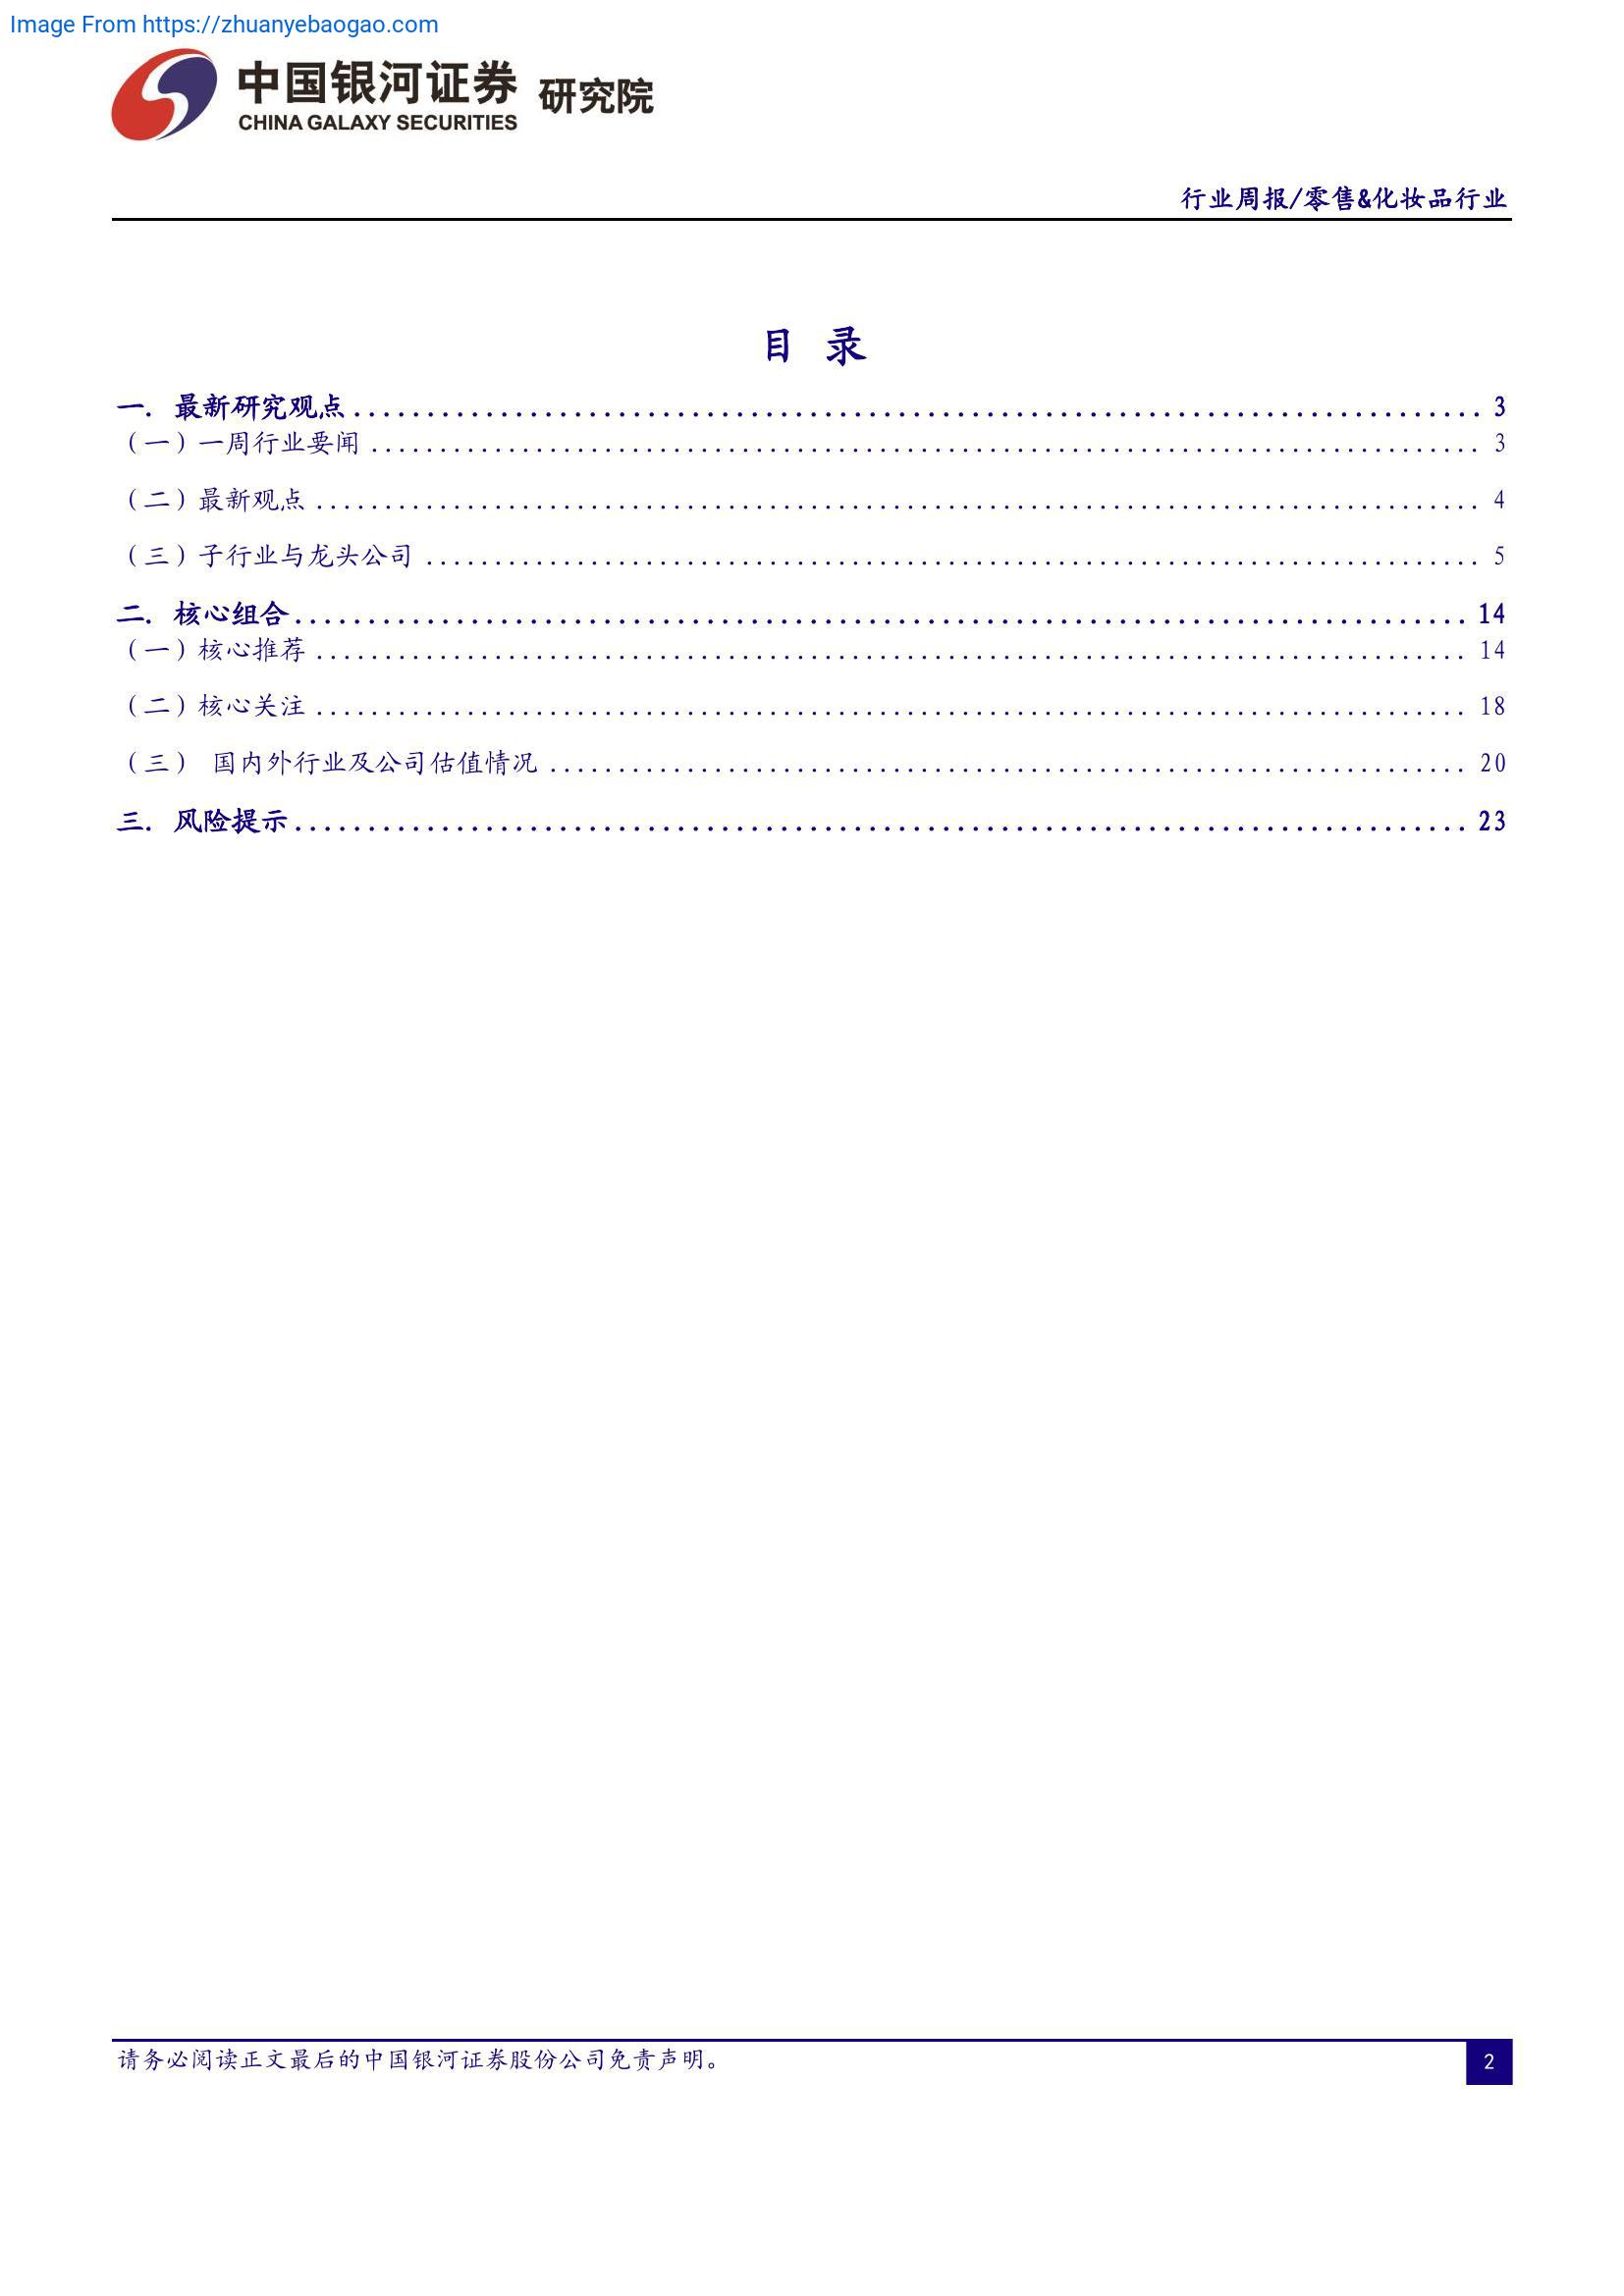 Image From https://zhuanyebaogao.com
中国银河证券 研究院
CHINA GALAXY SECURITIES
行业周报/零售&化妆品行业
目 录
一. 最新研究观点 3
（一）一周行业要闻 3
（二）最新观点 4
（三）子行业与龙头公司 5
二. 核心组合 14
（一）核心推荐 14
（二）核心关注 18
（三） 国内外行业及公司估值情况 20
三. 风险提示 23
请务必阅读正文最后的中国银河证券股份公司免责声明。 2